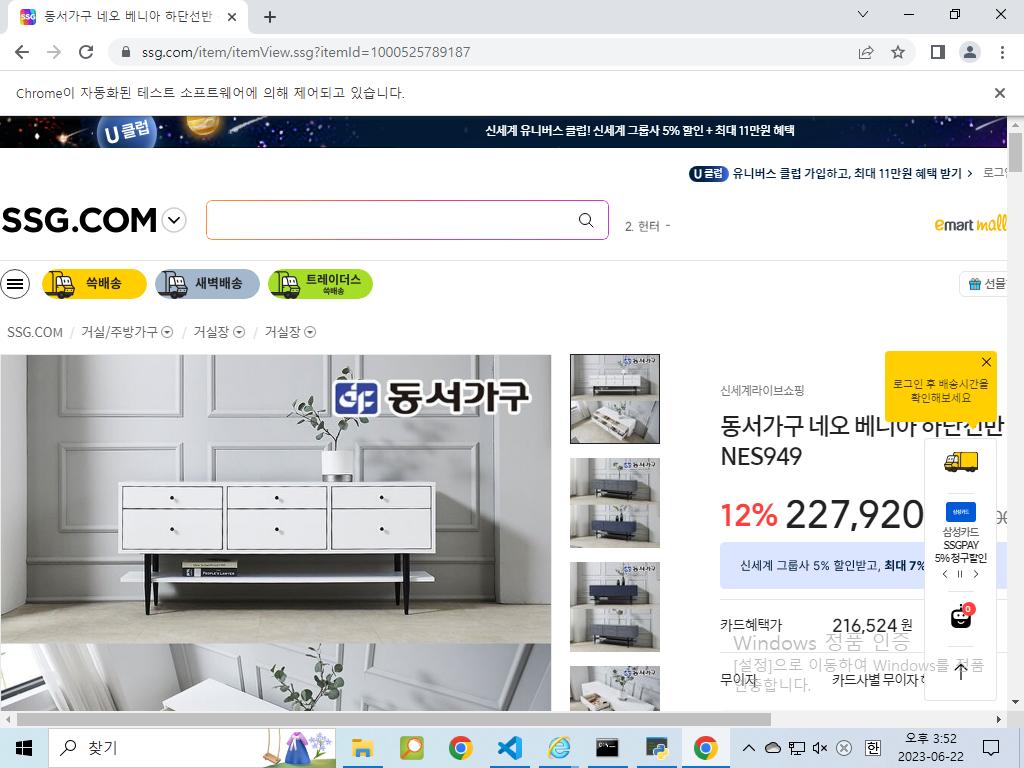 동서가구 네오 베니아 하단선반
ssg.com/item/itemView.ssg?itemId=1000525789187
Chrome이 자동화된 테스트 소프트웨어에 의해 제어되고 있습니다.
U 클럽
신세계 유니버스 클럽! 신세계 그룹사 5% 할인 + 최대 11만원 혜택
U 클럽 유니버스 클럽 가입하고, 최대 11만원 혜택 받기
SSG.COM
2. 헌터 -
emart mall
쓱배송
새벽배송
트레이더스
쓱배송
선물
SSG.COM / 거실/주방가구 / 거실장 / 거실장
동서가구
로그인 후 배송시간을
확인해보세요
신세계라이브쇼핑
동서가구 네오 베니아 하단선반
NES949
12% 227,920
삼성카드
삼성카드
SSGPAY
5% 청구할인
신세계 그룹사 5% 할인받고, 최대 7%
0
카드혜택가 216,524 원
Windows 정품 인증
[설정]으로 이동하여 Windows를 정품
인증합니다.
무이자 카드사별 무이자
찾기
한
오후 3:52
2023-06-22